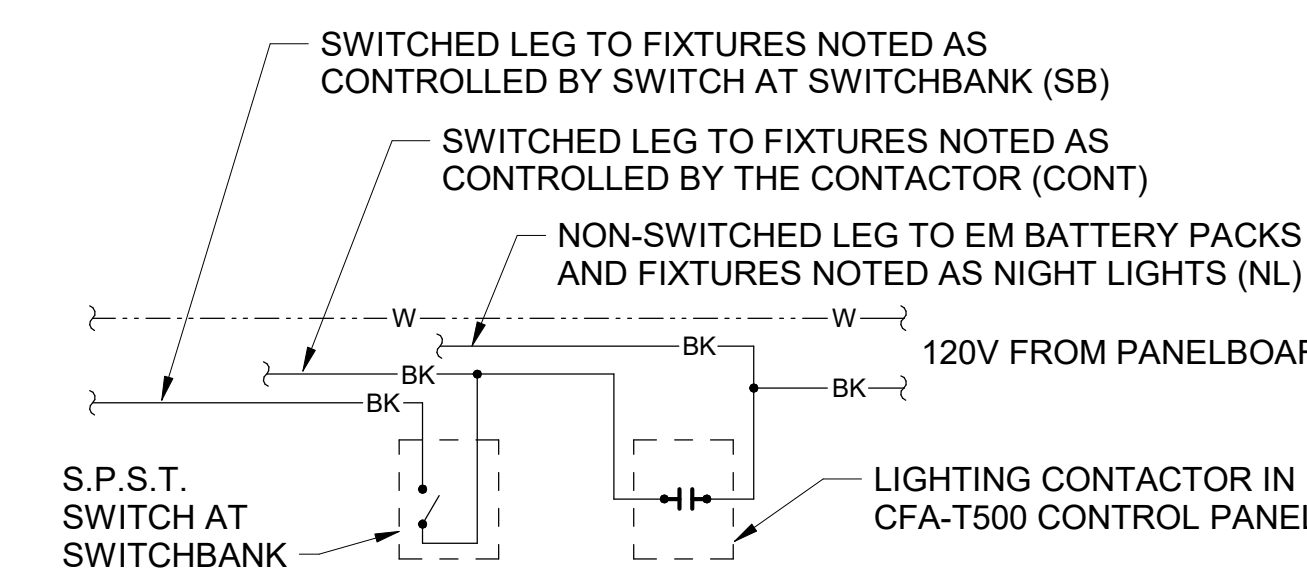 SWITCHED LEG TO FIXTURES NOTED AS
CONTROLLED BY SWITCH AT SWITCHBANK (SB)
SWITCHED LEG TO FIXTURES NOTED AS
CONTROLLED BY THE CONTACTOR (CONT)
NON-SWITCHED LEG TO EM BATTERY PACKS
AND FIXTURES NOTED AS NIGHT LIGHTS (NL)
W
W
BK
120V FROM
BK
BK
BK
S.P.S.T.
SWITCH AT
SWITCHBANK
LIGHTING CONTACTOR IN
CFA-T500 CONTROL PANEL